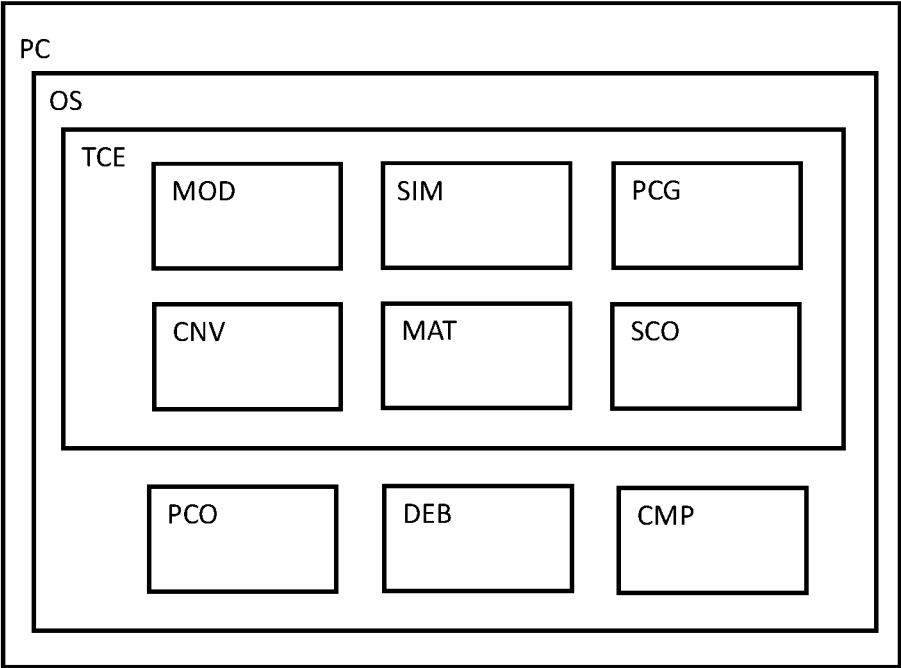 PC
OS
TCE
MOD
SIM
PCG
CNV
MAT
SCO
PCO
DEB
CMP